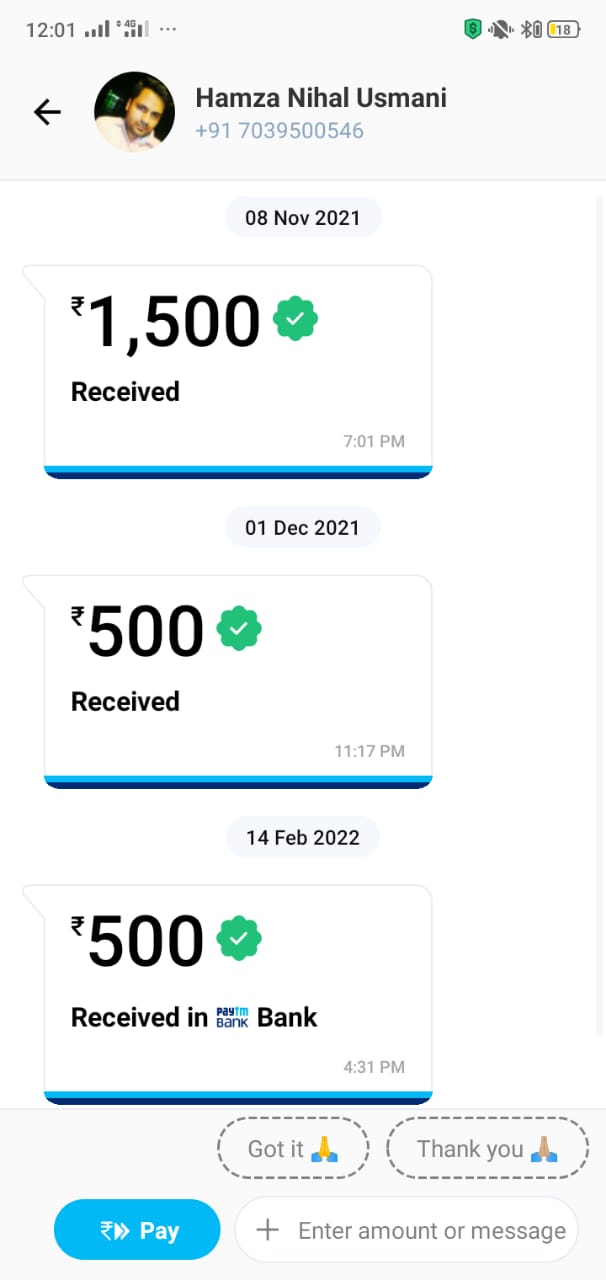 12:01 4G ...
18
Hamza Nihal Usmani
+91 7039500546
08 Nov 2021
₹1,500
Received
7:01 PM
01 Dec 2021
₹500
Received
11:17 PM
14 Feb 2022
₹500
Received in paytm BANK Bank
4:31 PM
Got it 🙏 Thank you 🙏🏽
₹ Pay + Enter amount or message